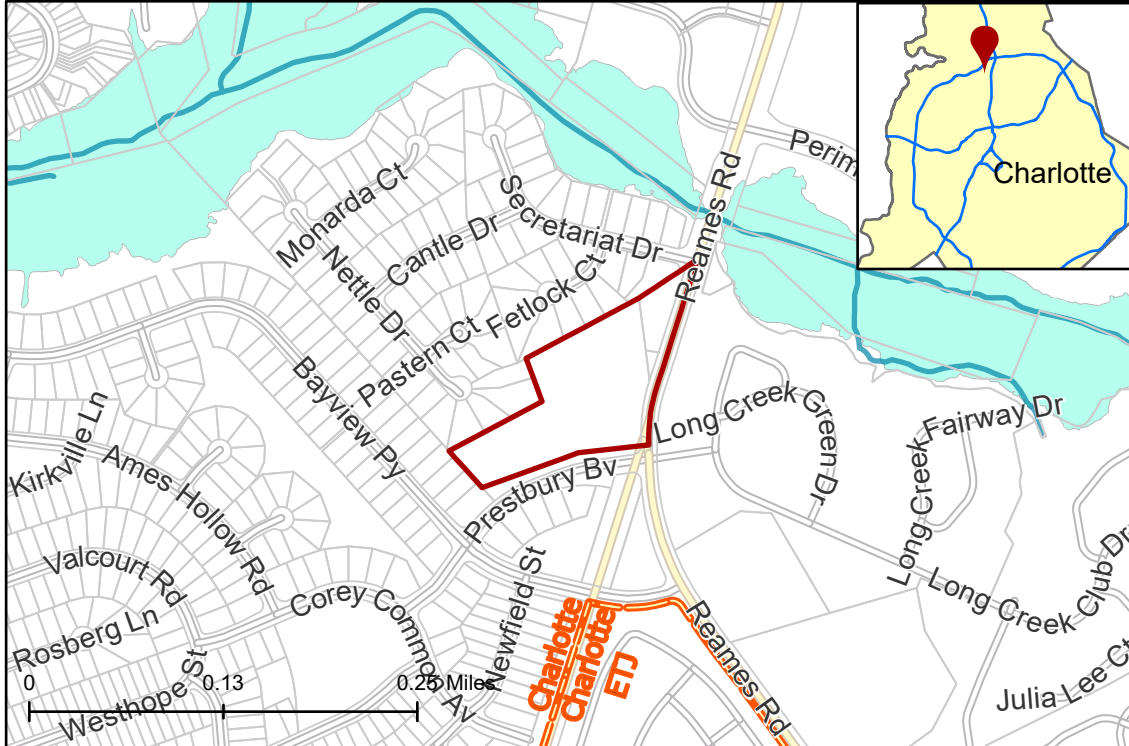 Perim
Charlotte
Reames Rd
Monarda Ct
Secretariat Dr
Cantle Dr
Nettle Dr
Fetlock Ct
Pastern Ct
Bayview Py
Long Creek Green Dr
Long Creek Fairway Dr
Kirkville Ln
Ames Hollow Rd
Prestbury Bv
Valcourt Rd
Corey Common Av
Newfield St
Long Creek Club Dr
Rosberg Ln
Charlotte
Charlotte
ETJ
Reames Rd
Julia Lee Ct
Westhope St
0 0.13 0.25 Miles